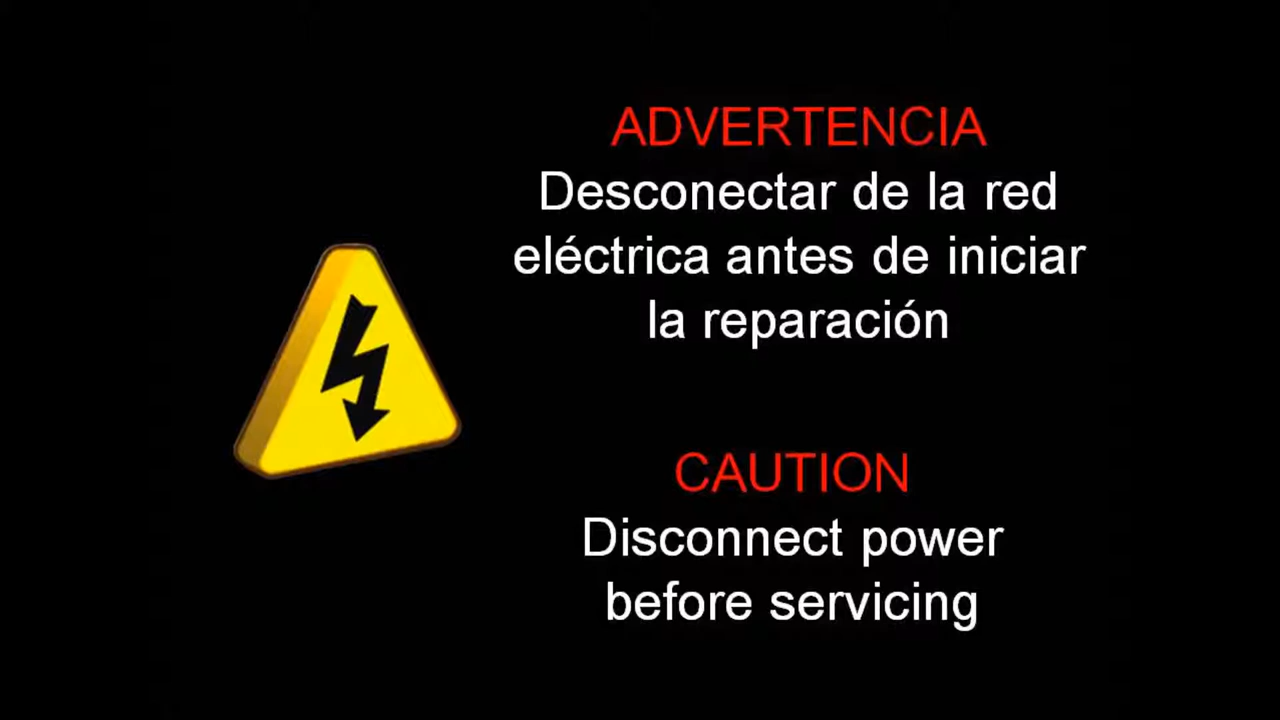 ADVERTENCIA
Desconectar de la red
eléctrica antes de iniciar
la reparación
CAUTION
Disconnect power
before servicing